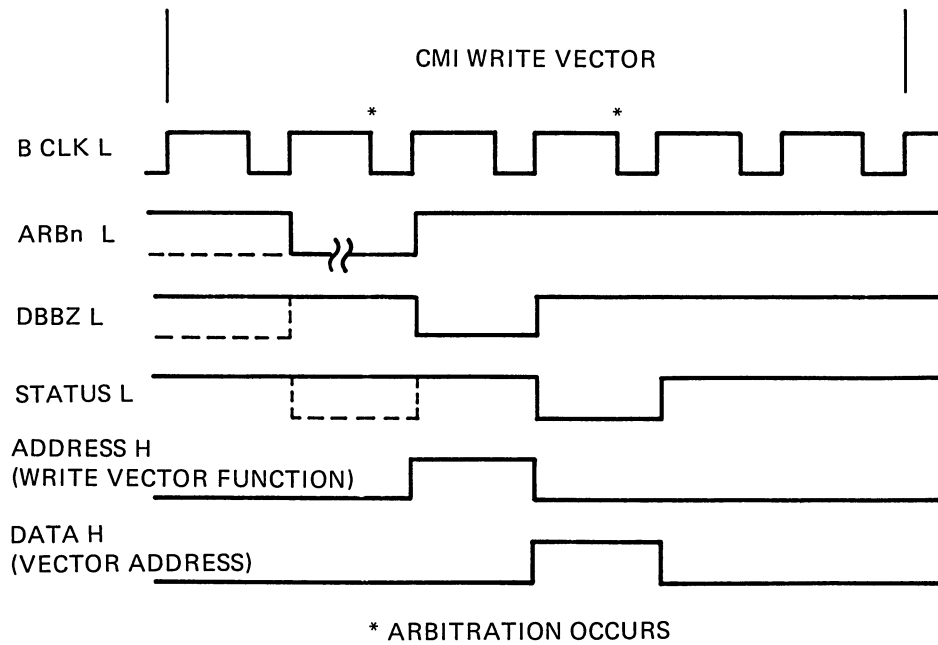 CMI WRITE VECTOR
* *
B CLK L
ARBn L
DBBZ L
STATUS L
ADDRESS H
(WRITE VECTOR FUNCTION)
DATA H
(VECTOR ADDRESS)
* ARBITRATION OCCURS